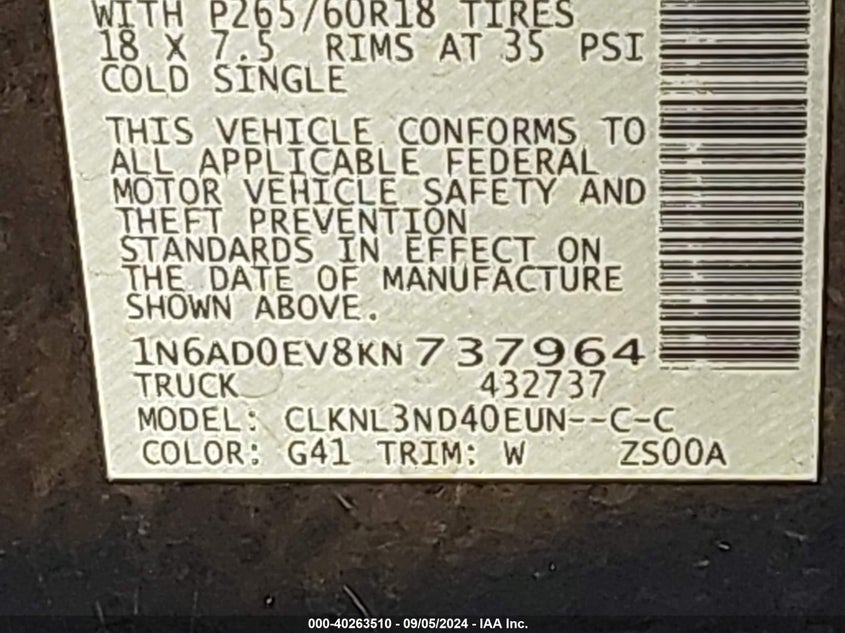 WITH P265/60R18 TIRES
18 X 7.5 RIMS AT 35 PSI
COLD SINGLE
THIS VEHICLE CONFORMS TO
ALL APPLICABLE FEDERAL
MOTOR VEHICLE SAFETY AND
THEFT PREVENTION
STANDARDS IN EFFECT ON
THE DATE OF MANUFACTURE
SHOWN ABOVE.
1N6AD0EV8KN737964
TRUCK 432737
MODEL: CLKNL3ND40EUN--C-C
COLOR: G41 TRIM: W ZS00A
000-40263510 - 09/05/2024 - IAA Inc.